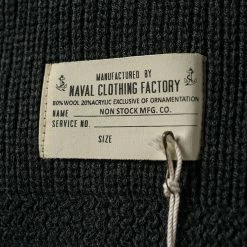 MANUFACTURED BY
NAVAL CLOTHING FACTORY
80% WOOL 20% ACRYLIC EXCLUSIVE OF ORNAMENTATION
NAME NON STOCK MFG. CO.
SERVICE NO.
SIZE